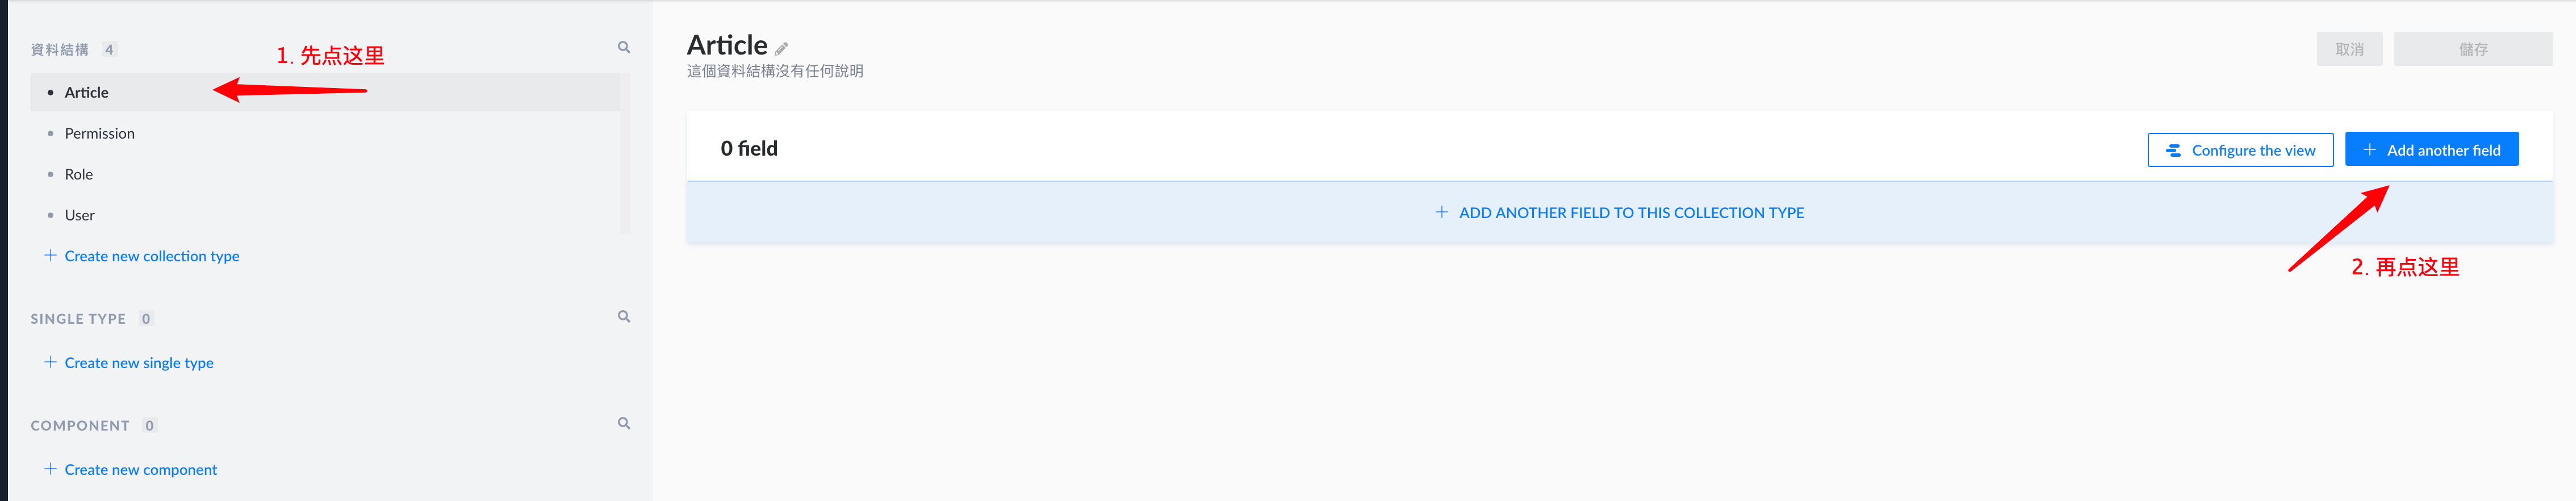 資料結構 4
1. 先点这里
Article
Permission
Role
User
Create new collection type
SINGLE TYPE 0
Create new single type
COMPONENT 0
Create new component
Article
這個資料結構沒有任何說明
取消
儲存
0 field
Configure the view
Add another field
ADD ANOTHER FIELD TO THIS COLLECTION TYPE
2. 再点这里